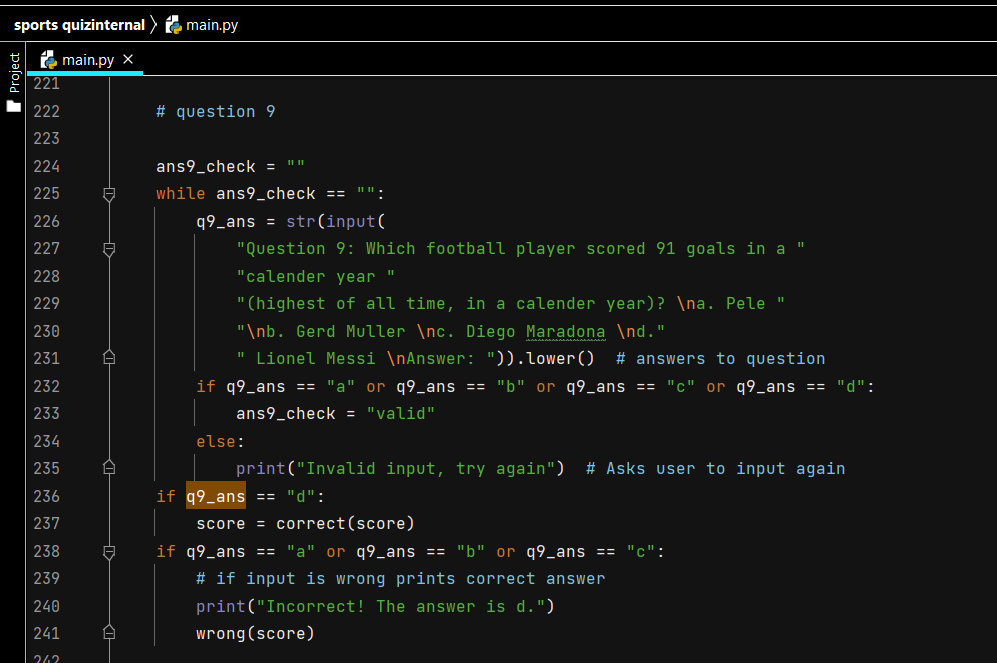 sports quizinternal main.py
Project
main.py
221
222 # question 9
223
224 ans9_check = ""
225 while ans9_check == "":
226 q9_ans = str(input(
227 "Question 9: Which football player scored 91 goals in a "
228 "calender year "
229 "(highest of all time, in a calender year)? \na. Pele "
230 "\nb. Gerd Muller \nc. Diego Maradona \nd."
231 " Lionel Messi \nAnswer: ")).lower()  # answers to question
232 if q9_ans == "a" or q9_ans == "b" or q9_ans == "c" or q9_ans == "d":
233 ans9_check = "valid"
234 else:
235 print("Invalid input, try again")  # Asks user to input again
236 if q9_ans == "d":
237 score = correct(score)
238 if q9_ans == "a" or q9_ans == "b" or q9_ans == "c":
239 # if input is wrong prints correct answer
240 print("Incorrect! The answer is d.")
241 wrong(score)
242